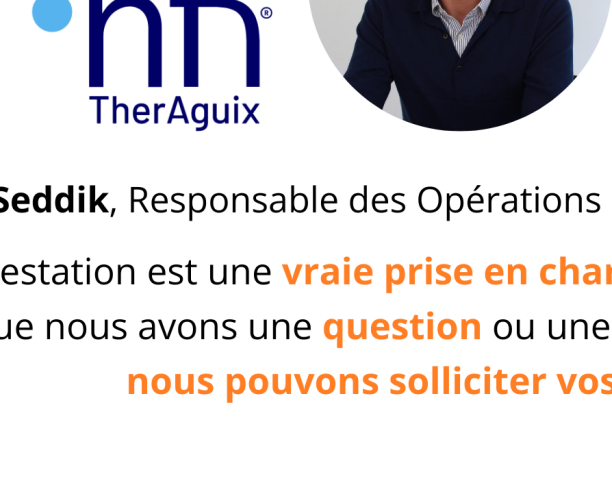 nh®
TherAguix
Seddik, Responsable des Opérations
estation est une vraie prise en char
ue nous avons une question ou une
nous pouvons solliciter vos